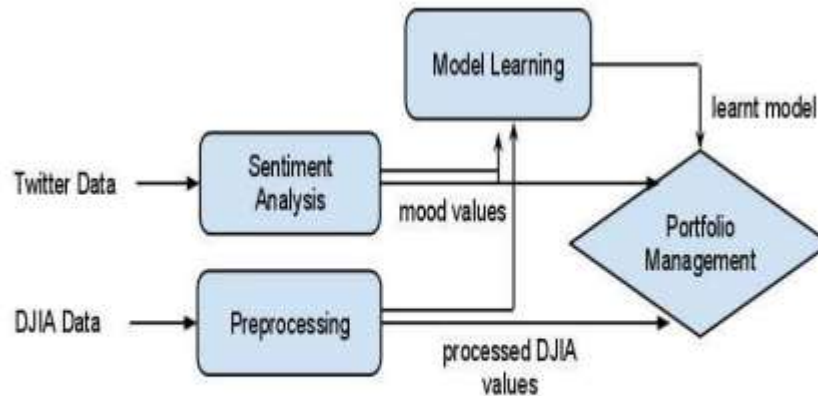 Model Learning
learnt model
Twitter Data
Sentiment
Analysis
mood values
Portfolio
Management
DJIA Data
Preprocessing
processed DJIA
values